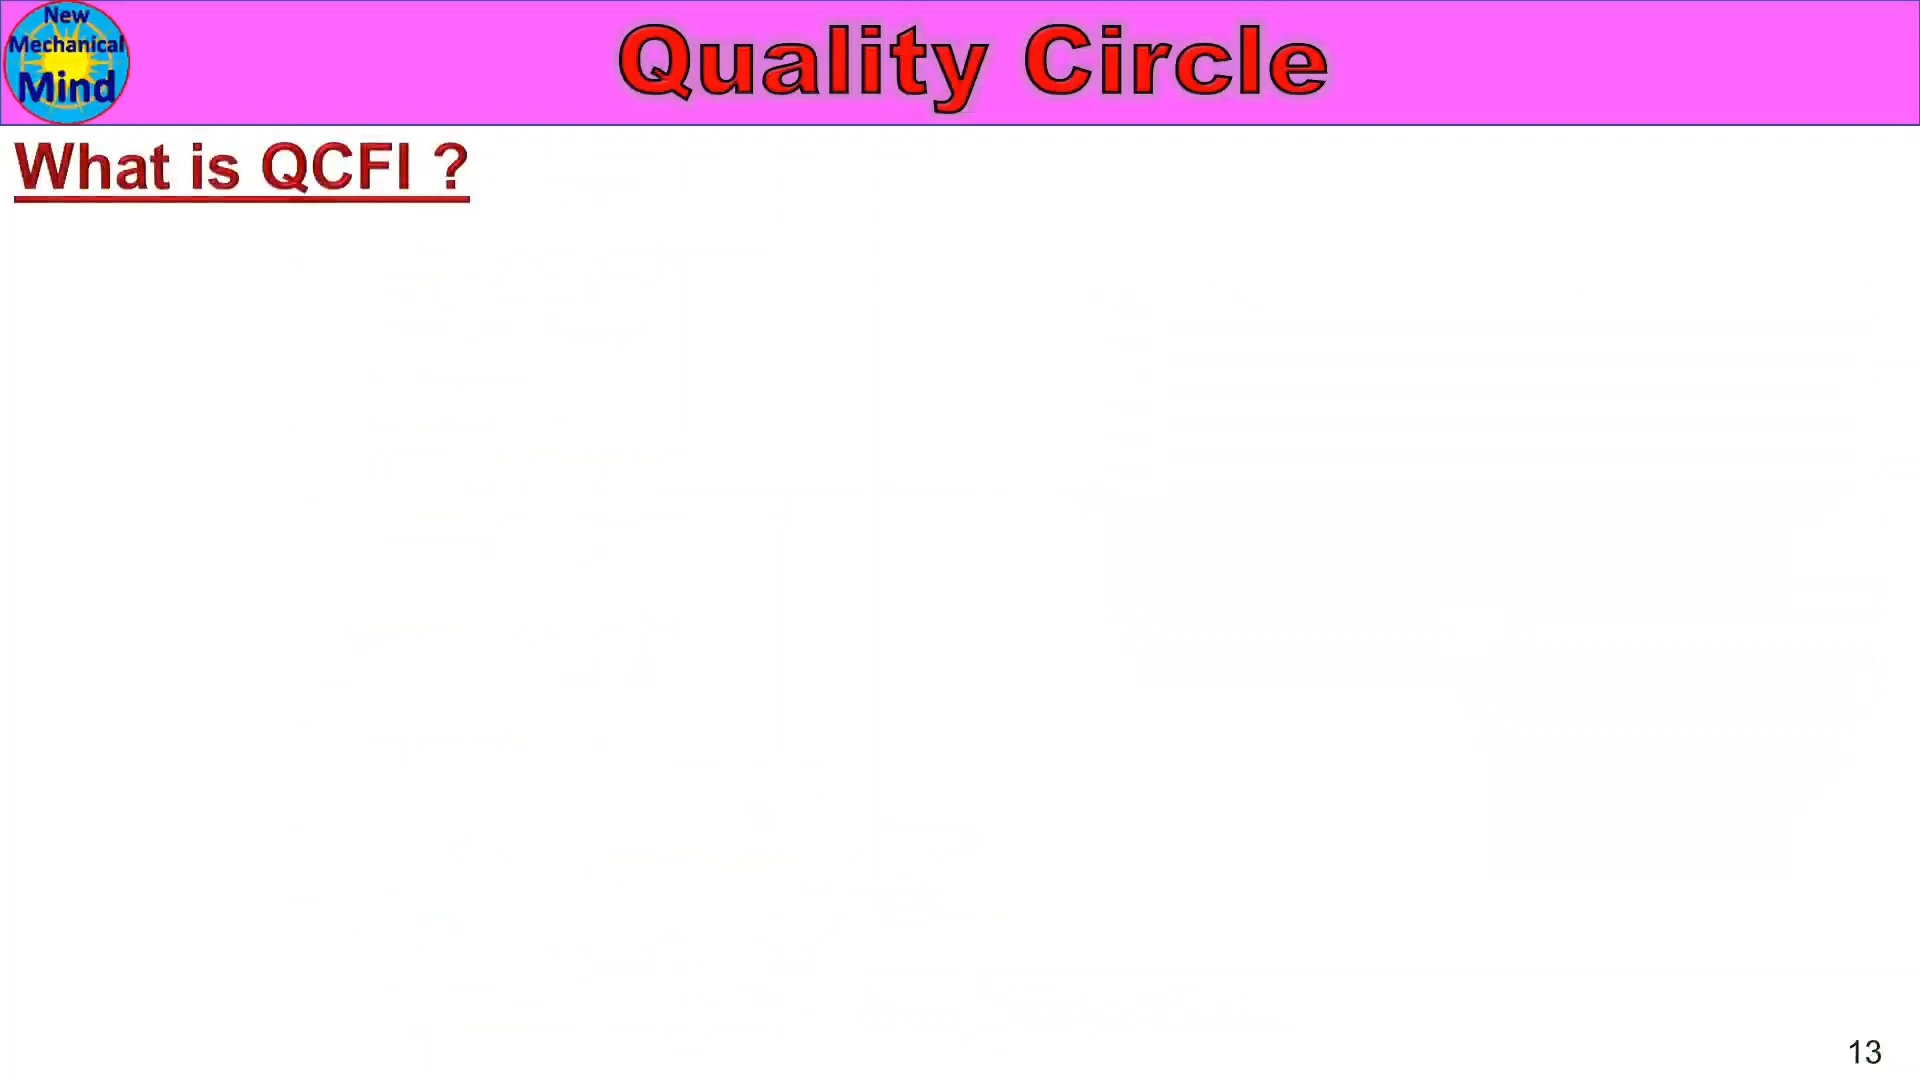 New
Mechanical
Mind
Quality Circle
What is QCFI ?
13